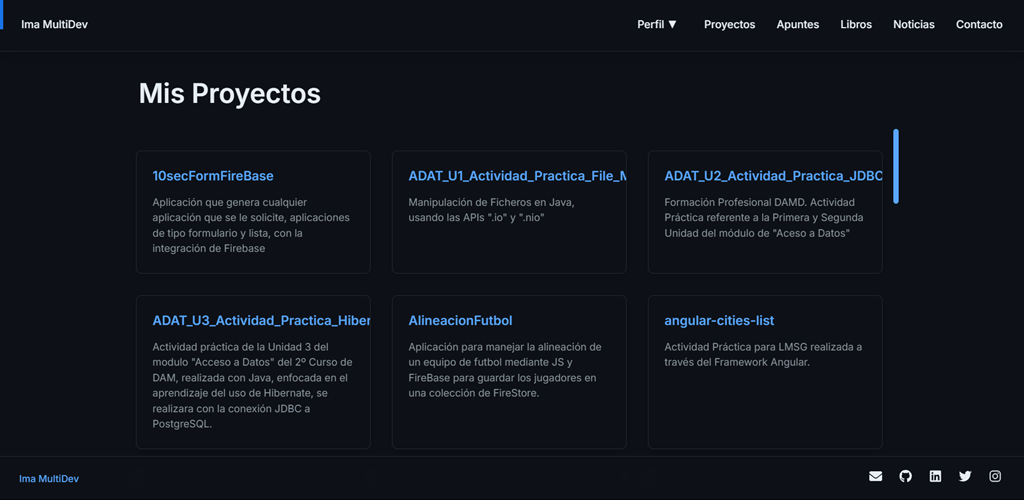 Ima MultiDev
Perfil ▼ Proyectos Apuntes Libros Noticias Contacto
Mis Proyectos
10secFormFireBase
Aplicación que genera cualquier
aplicación que se le solicite, aplicaciones
de tipo formulario y lista, con la
integración de Firebase
ADAT_U1_Actividad_Practica_File_M
Manipulación de Ficheros en Java,
usando las APIs ".io" y ".nio"
ADAT_U2_Actividad_Practica_JDBC
Formación Profesional DAMD. Actividad
Práctica referente a la Primera y Segunda
Unidad del módulo de "Aceso a Datos"
ADAT_U3_Actividad_Practica_Hiber
Actividad práctica de la Unidad 3 del
modulo "Acceso a Datos" del 2º Curso de
DAM, realizada con Java, enfocada en el
aprendizaje del uso de Hibernate, se
realizara con la conexión JDBC a
PostgreSQL.
AlineacionFutbol
Aplicación para manejar la alineación de
un equipo de futbol mediante JS y
FireBase para guardar los jugadores en
una colección de FireStore.
angular-cities-list
Actividad Práctica para LMSG realizada a
través del Framework Angular.
Ima MultiDev